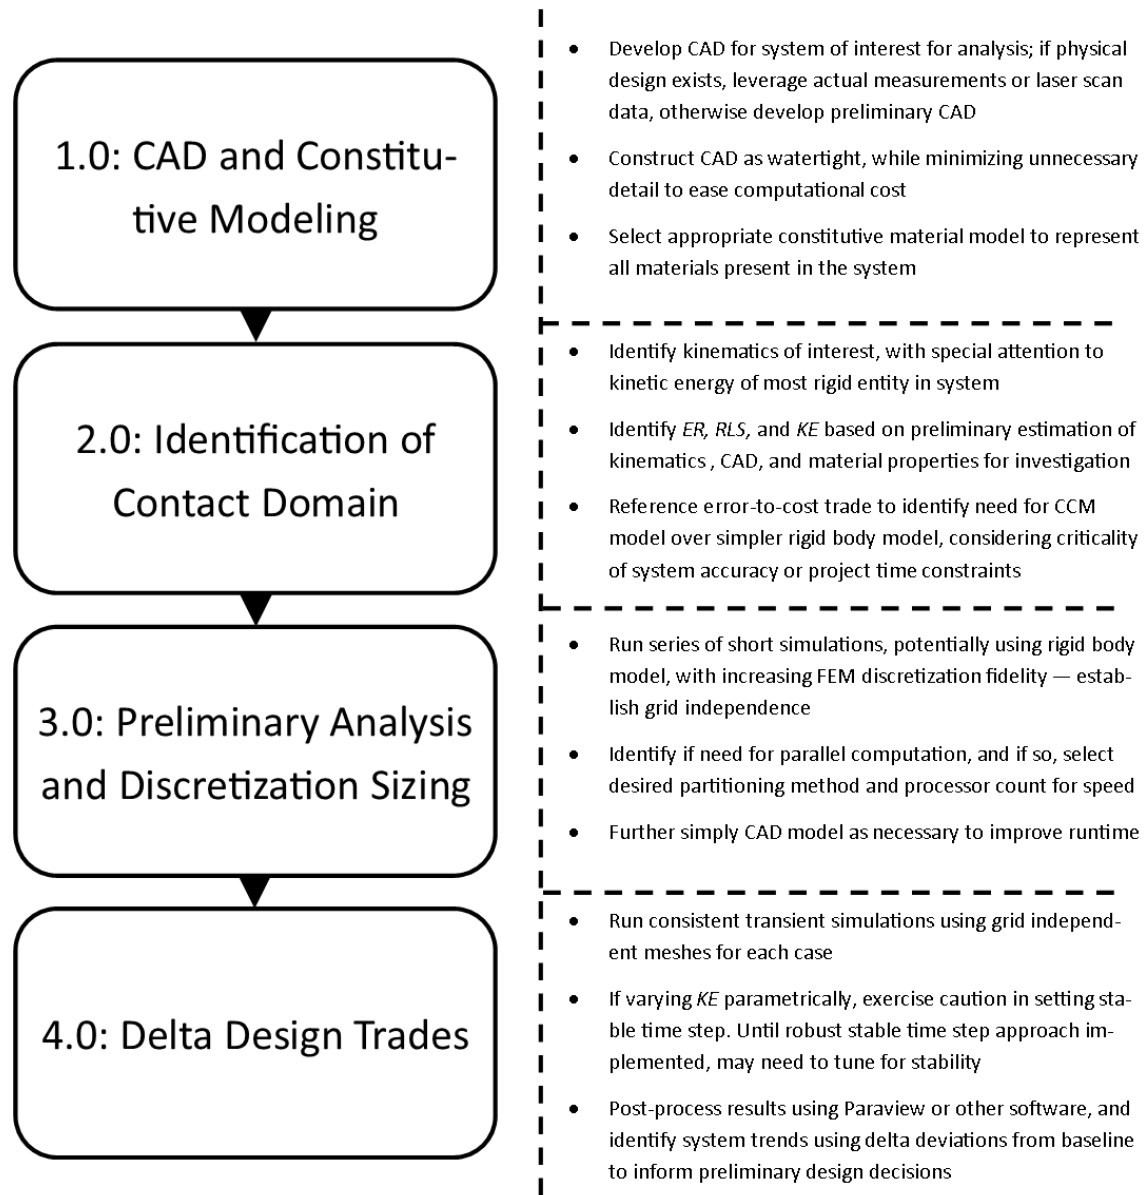 1.0: CAD and Constitu-
tive Modeling
• Develop CAD for system of interest for analysis; if physical
design exists, leverage actual measurements or laser scan
data, otherwise develop preliminary CAD
• Construct CAD as watertight, while minimizing unnecessary
detail to ease computational cost
• Select appropriate constitutive material model to represent
all materials present in the system
2.0: Identification of
Contact Domain
• Identify kinematics of interest, with special attention to
kinetic energy of most rigid entity in system
• Identify ER, RLS, and KE based on preliminary estimation of
kinematics , CAD, and material properties for investigation
• Reference error-to-cost trade to identify need for CCM
model over simpler rigid body model, considering criticality
of system accuracy or project time constraints
3.0: Preliminary Analysis
and Discretization Sizing
• Run series of short simulations, potentially using rigid body
model, with increasing FEM discretization fidelity — estab-
lish grid independence
• Identify if need for parallel computation, and if so, select
desired partitioning method and processor count for speed
• Further simply CAD model as necessary to improve runtime
4.0: Delta Design Trades
• Run consistent transient simulations using grid independ-
ent meshes for each case
• If varying KE parametrically, exercise caution in setting sta-
ble time step. Until robust stable time step approach im-
plemented, may need to tune for stability
• Post-process results using Paraview or other software, and
identify system trends using delta deviations from baseline
to inform preliminary design decisions